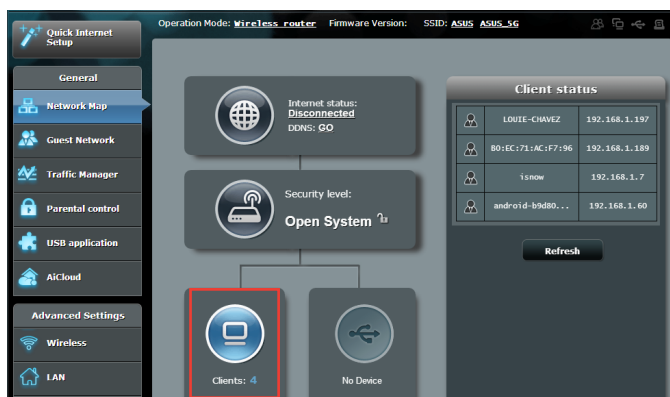 Quick Internet
Setup
Operation Mode: Wireless router Firmware Version: SSID: ASUS ASUS_5G
General
Network Map
Guest Network
Traffic Manager
Parental control
USB application
AiCloud
Advanced Settings
Wireless
LAN
Internet status:
Disconnected
DDNS: GO
Security level:
Open System
Clients: 4
No Device
Client status
LOUIE-CHAVEZ 192.168.1.197
80:EC:71:AC:F7:96 192.168.1.189
isnow 192.168.1.7
android-b9d80... 192.168.1.60
Refresh